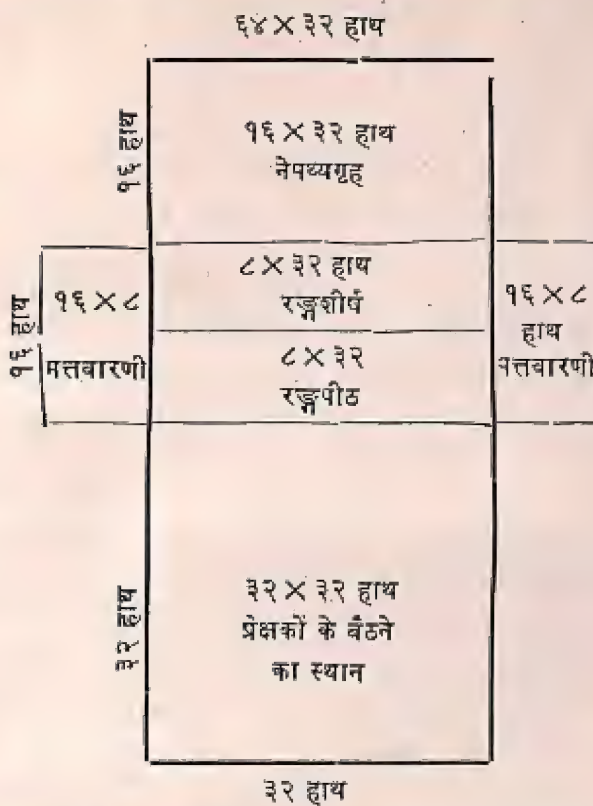 ६४ × ३२ हाथ
१६ हाथ
१६ × ३२ हाथ
नेपथ्यगृह
८ × ३२ हाथ
रङ्गशीर्ष
१६ हाथ
१६ × ८
मत्तवारणी
८ × ३२
रङ्गपीठ
१६ × ८
हाथ
मत्तवारणी
३२ हाथ
३२ × ३२ हाथ
प्रेक्षकों के बैठने
का स्थान
३२ हाथ